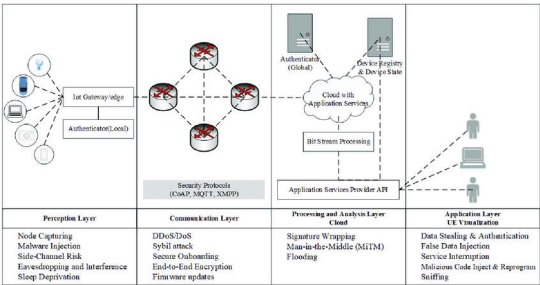 Authenticator
(Global)
Device Registry
& Device State
Iot Gateway/edge
Authenticator(Local)
Cloud with
Application Services
Bit Stream Processing
Security Protocols
(CoAP, MQTT, XMPP)
Application Services Provider API
Perception Layer
Node Capturing
Malware Injection
Side-Channel Risk
Eavesdropping and Interference
Sleep Deprivation
Communication Layer
DDoS/DoS
Sybil attack
Secure Onboarding
End-to-End Encryption
Firmware updates
Processing and Analysis Layer
Cloud
Signature Wrapping
Man-in-the-Middle (MiTM)
Flooding
Application Layer
UE Visualization
Data Stealing & Authentication
False Data Injection
Service Interruption
Malicious Code Inject & Reprogram
Sniffing